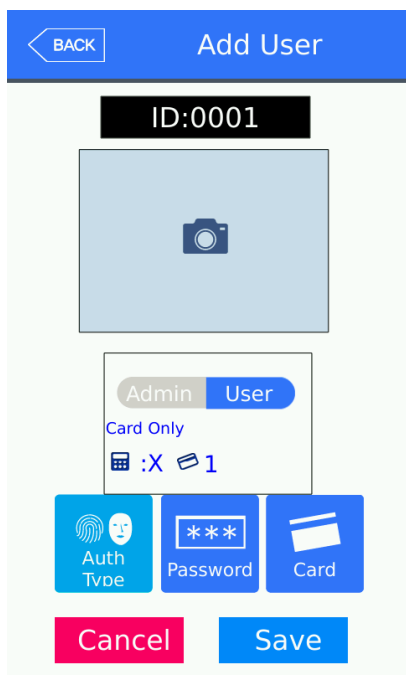 BACK
Add User
ID:0001
Admin User
Card Only
:X 1
***
Auth
Type
Password
Card
Cancel
Save